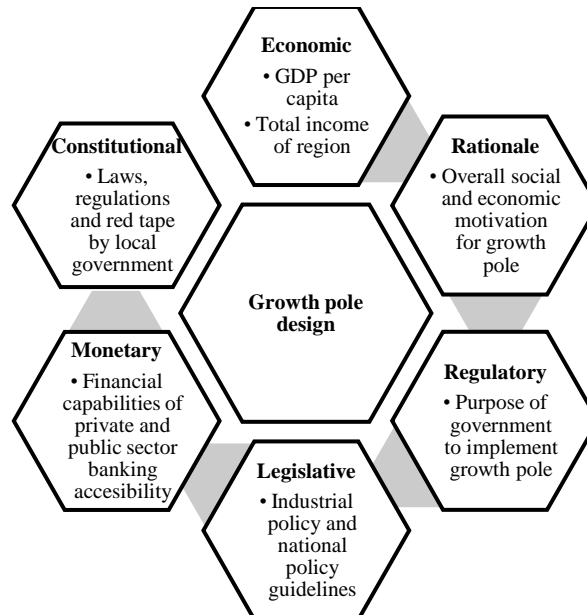 Economic
• GDP per
capita
• Total income
of region
Rationale
• Overall social
and economic
motivation for
growth
pole
Regulatory
• Purpose of
government
to implement
growth pole
Legislative
• Industrial
policy and
national
policy
guidelines
Monetary
• Financial
capabilities of
private and
public sector
banking
accesibility
Constitutional
• Laws,
regulations
and red tape
by local
government
Growth pole
design